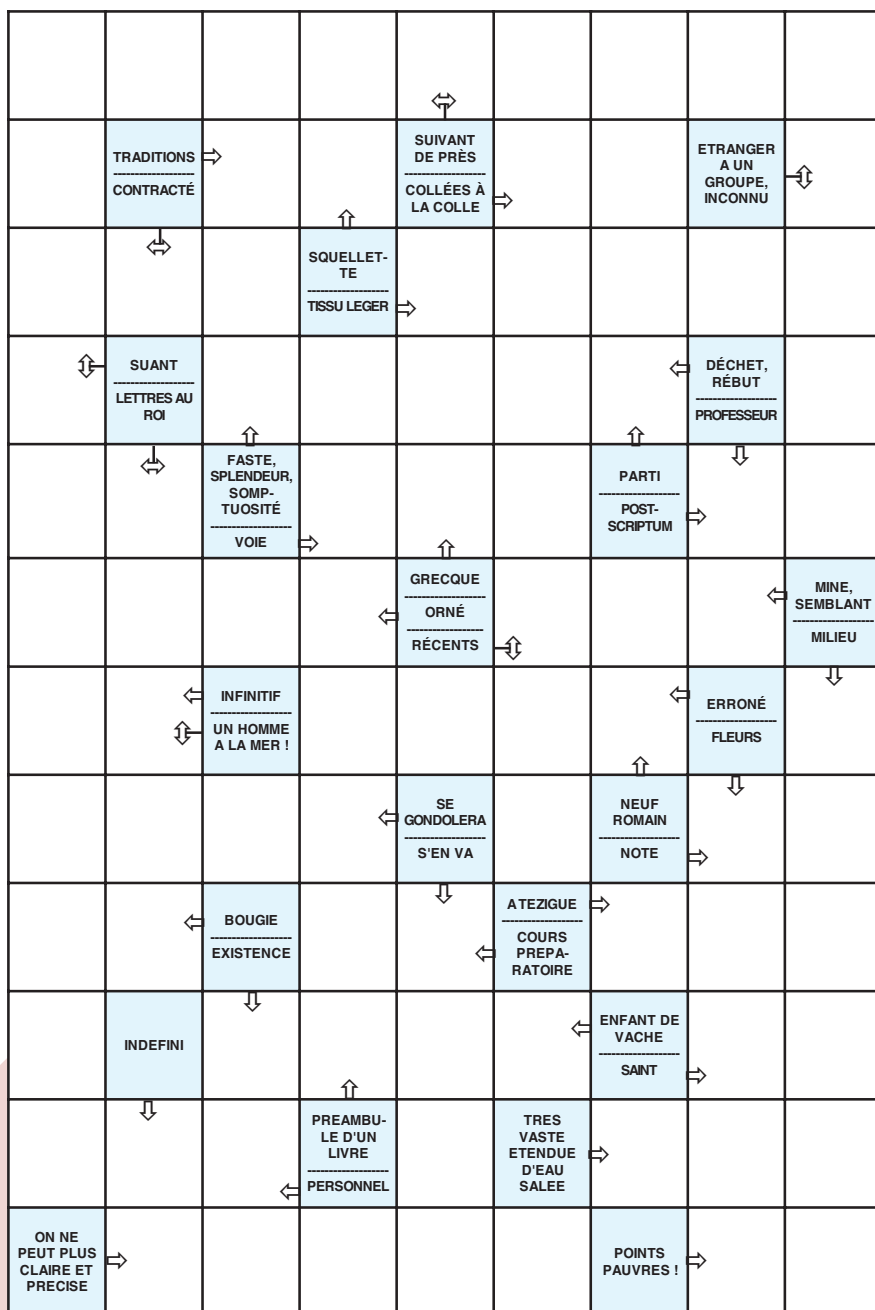 TRADITIONS
CONTRACTÉ
SUIVANT
DE PRÈS
COLLÉES À
LA COLLE
ETRANGER
A UN
GROUPE,
INCONNU
SQUELLET-
TE
TISSU LEGER
SUANT
LETTRES AU
ROI
DÉCHET,
RÉBUT
PROFESSEUR
FASTE,
SPLENDEUR,
SOMP-
TUOSITÉ
VOIE
PARTI
POST-
SCRIPTUM
GRECQUE
ORNÉ
RÉCENTS
MINE,
SEMBLANT
MILIEU
INFINITIF
UN HOMME
A LA MER !
ERRONÉ
FLEURS
SE
GONDOLERA
S'EN VA
NEUF
ROMAIN
NOTE
BOUGIE
EXISTENCE
A TEZIGUE
COURS
PREPA-
RATOIRE
INDEFINI
ENFANT DE
VACHE
SAINT
PREAMBU-
LE D'UN
LIVRE
PERSONNEL
TRES
VASTE
ETENDUE
D'EAU
SALEE
ON NE
PEUT PLUS
CLAIRE ET
PRECISE
POINTS
PAUVRES !